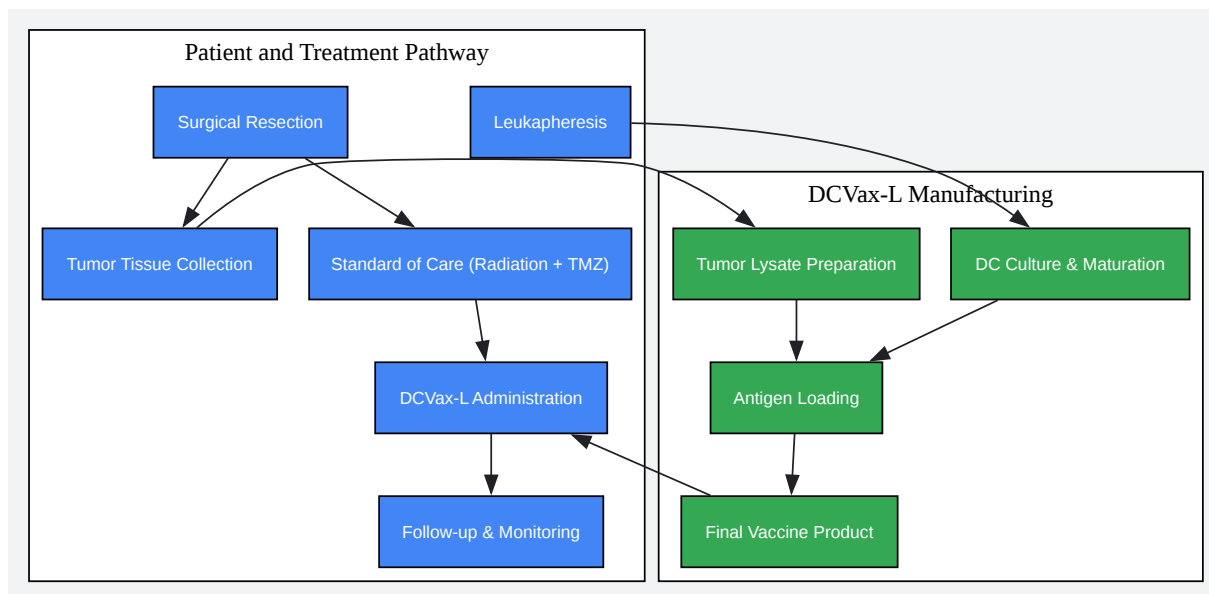 Patient and Treatment Pathway
Surgical Resection
Leukapheresis
Tumor Tissue Collection
Standard of Care (Radiation + TMZ)
DCVax-L Administration
Follow-up & Monitoring
DCVax-L Manufacturing
Tumor Lysate Preparation
DC Culture & Maturation
Antigen Loading
Final Vaccine Product